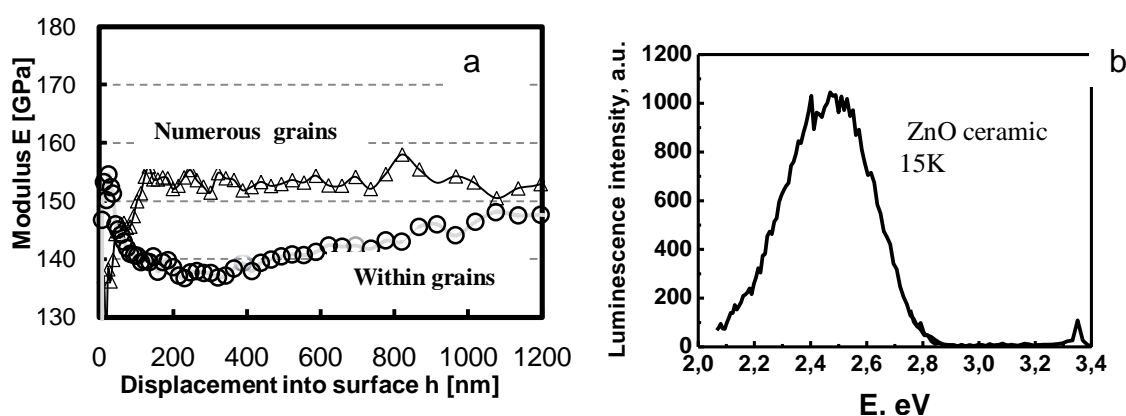 a
Modulus E [GPa]
180
170
160
150
140
130
Numerous grains
Within grains
0
200
400
600
800
1000
1200
Displacement into surface h [nm]
b
Luminescence intensity, a.u.
1200
1000
800
600
400
200
0
ZnO ceramic
15K
2,0
2,2
2,4
2,6
2,8
3,0
3,2
3,4
E, eV